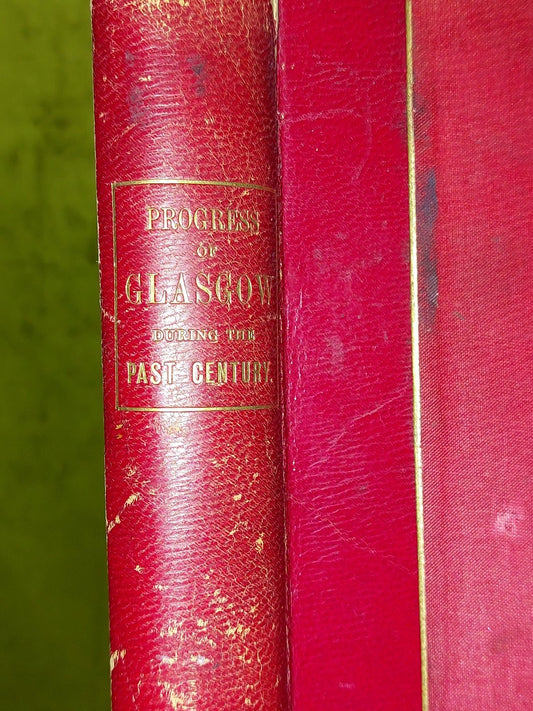 PROGRESS
OF
GLASGOW
DURING THE
PAST CENTURY.